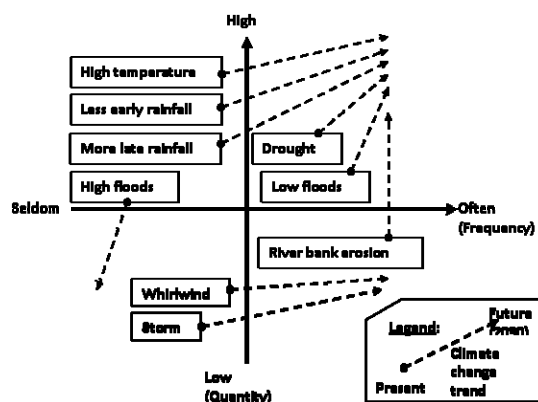 High
High temperature
Less early rainfall
More late rainfall
Drought
High floods
Low floods
Seldom
Often
(Frequency)
River bank erosion
Whirlwind
Storm
Low
(Quantity)
Legend:
Future
Climate
change
trend
Present